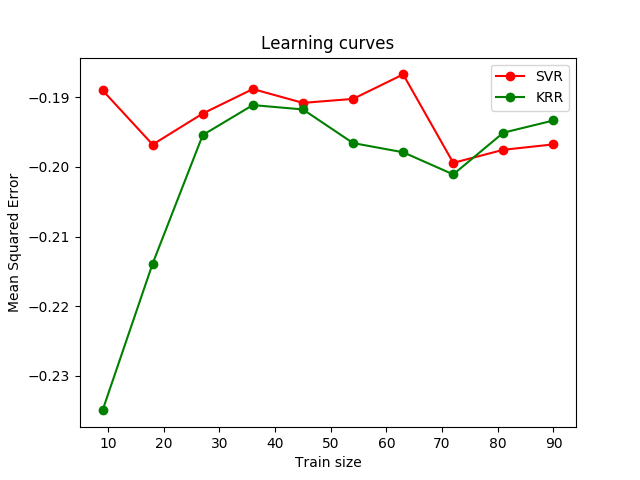 Learning curves
SVR
KRR
−0.19
−0.20
−0.21
−0.22
−0.23
Mean Squared Error
10 20 30 40 50 60 70 80 90
Train size